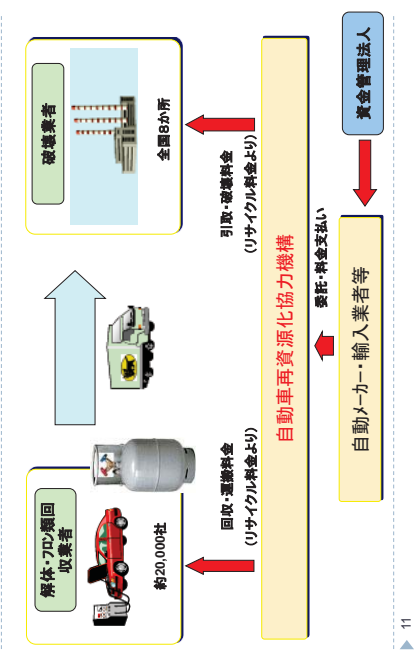 解体・フロン類回
収業者
約20,000社
破壊業者
全国8か所
回収・運搬料金
(リサイクル料金より)
引取・破壊料金
(リサイクル料金より)
自動車再資源化協力機構
委託・料金支払い
自動メーカー・輸入業者等
資金管理法人
11